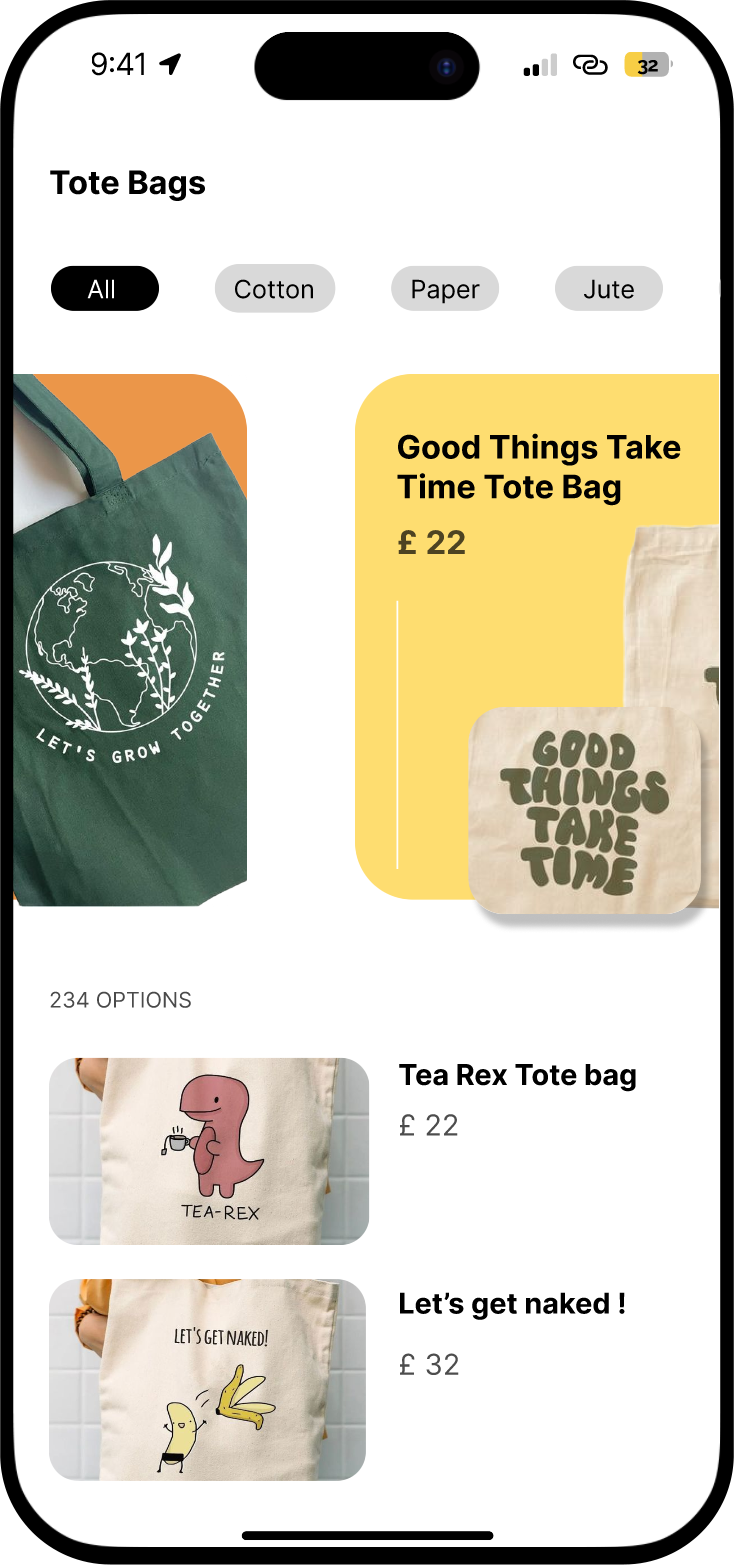 9:41
32
Tote Bags
All Cotton Paper Jute
LET'S GROW TOGETHER
Good Things Take
Time Tote Bag
£ 22
GOOD
THINGS
TAKE
TIME
234 OPTIONS
Tea Rex Tote bag
£ 22
TEA-REX
Let’s get naked !
£ 32
LET'S GET NAKED!